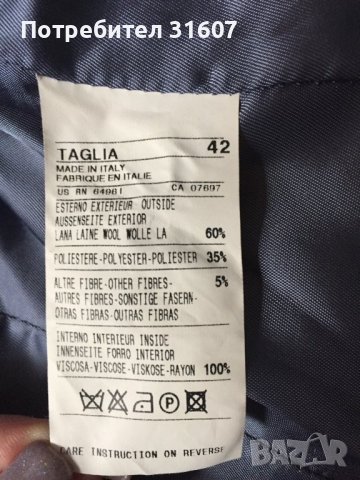 Потребител 31607
TAGLIA 42
MADE IN ITALY
FABRIQUE EN ITALIE
US RN 64961 CA 07697
ESTERNO EXTERIEUR OUTSIDE
AUSSENSEITE EXTERIOR
LANA LAINE WOOL WOLLE LA 60%
POLIESTERE-POLYESTER-POLIESTER 35%
ALTRE FIBRE-OTHER FIBRES- 5%
AUTRES FIBRES-SONSTIGE FASERN-
OTRAS FIBRAS-OUTRAS FIBRAS
INTERNO INTERIEUR INSIDE
INNENSEITE FORRO INTERIOR
VISCOSA-VISCOSE-VISKOSE-RAYON 100%
P
CARE INSTRUCTION ON REVERSE
BAZAR
bg